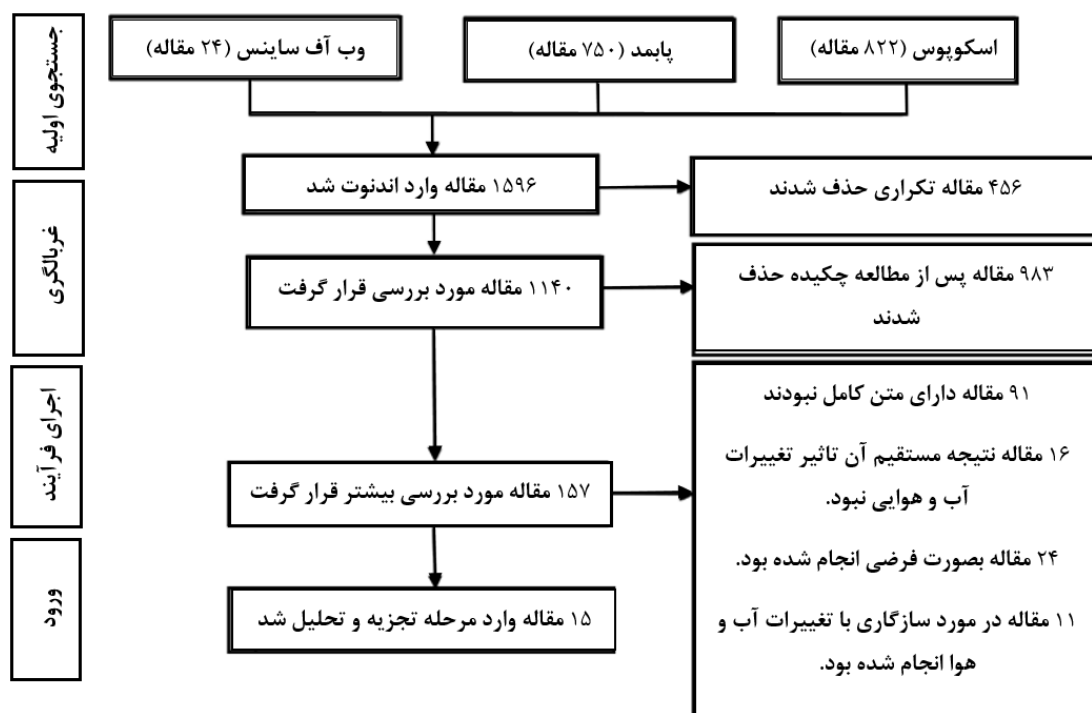 جستجوی اولیه
اسکوپوس (۸۲۲ مقاله)
پابمد (۷۵۰ مقاله)
وب آف ساینس (۲۴ مقاله)
غربالگری
۱۵۹۶ مقاله وارد اندنوت شد
۴۵۶ مقاله تکراری حذف شدند
۱۱۴۰ مقاله مورد بررسی قرار گرفت
۹۸۳ مقاله پس از مطالعه چکیده حذف
شدند
اجرای فرآیند
۱۵۷ مقاله مورد بررسی بیشتر قرار گرفت
۹۱ مقاله دارای متن کامل نبودند
۱۶ مقاله نتیجه مستقیم آن تاثیر تغییرات
آب و هوایی نبود.
۲۴ مقاله بصورت فرضی انجام شده بود.
۱۱ مقاله در مورد سازگاری با تغییرات آب و
هوا انجام شده بود.
ورود
۱۵ مقاله وارد مرحله تجزیه و تحلیل شد